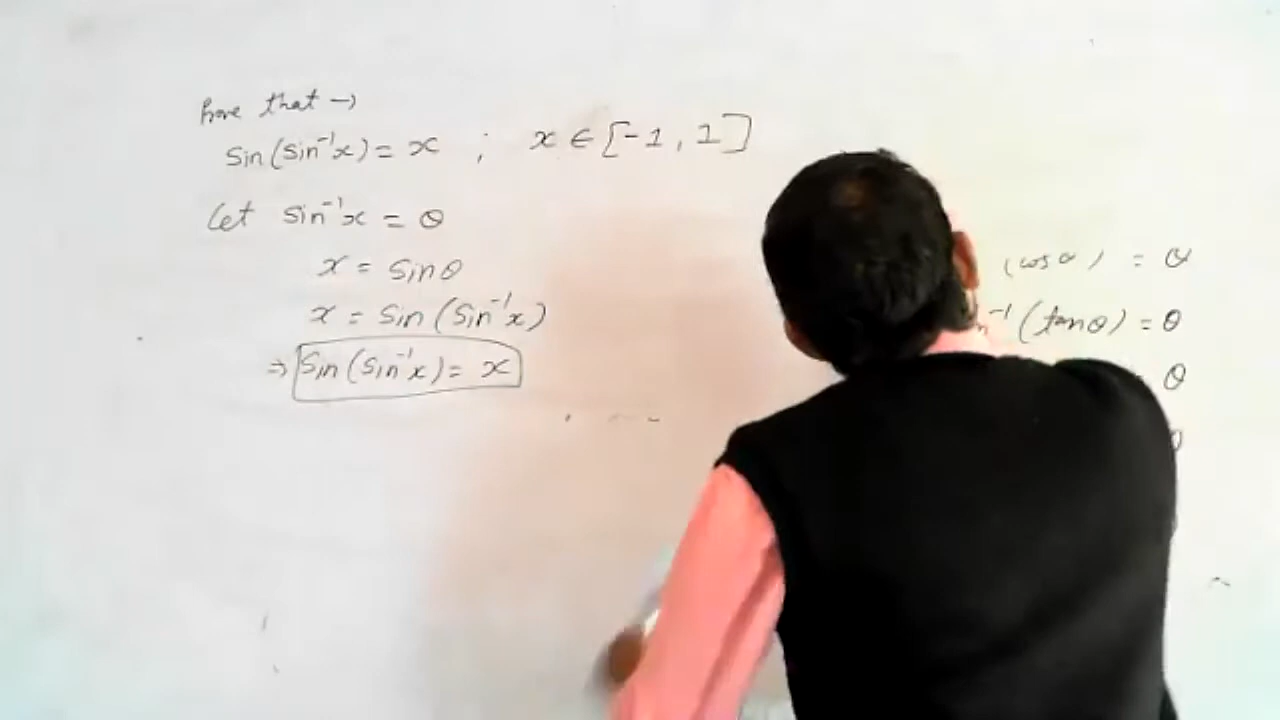 Prove that →
Sin(Sin⁻¹x) = x ; x ∈ [-1, 1]
Let Sin⁻¹x = θ
x = Sinθ
x = Sin(Sin⁻¹x)
⇒ Sin(Sin⁻¹x) = x
(cosθ) = θ
⁻¹(tanθ) = θ
θ